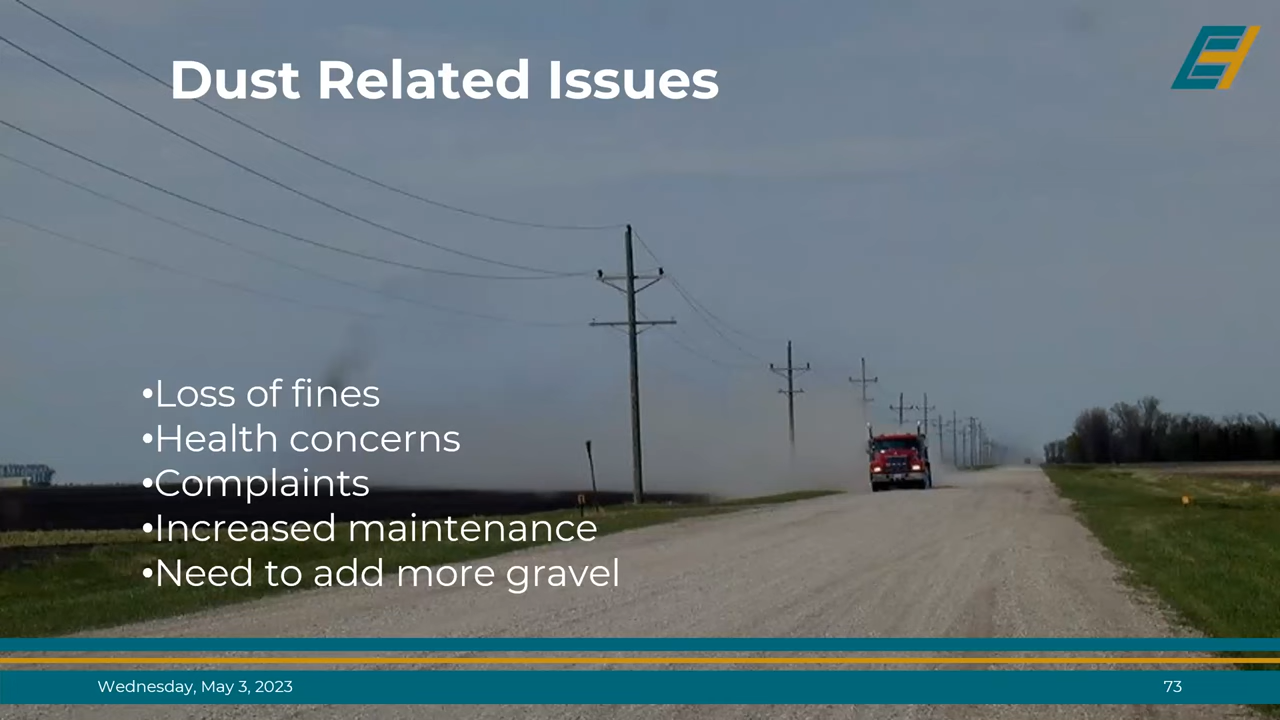 Dust Related Issues
•Loss of fines
•Health concerns
•Complaints
•Increased maintenance
•Need to add more gravel
Wednesday, May 3, 2023
73